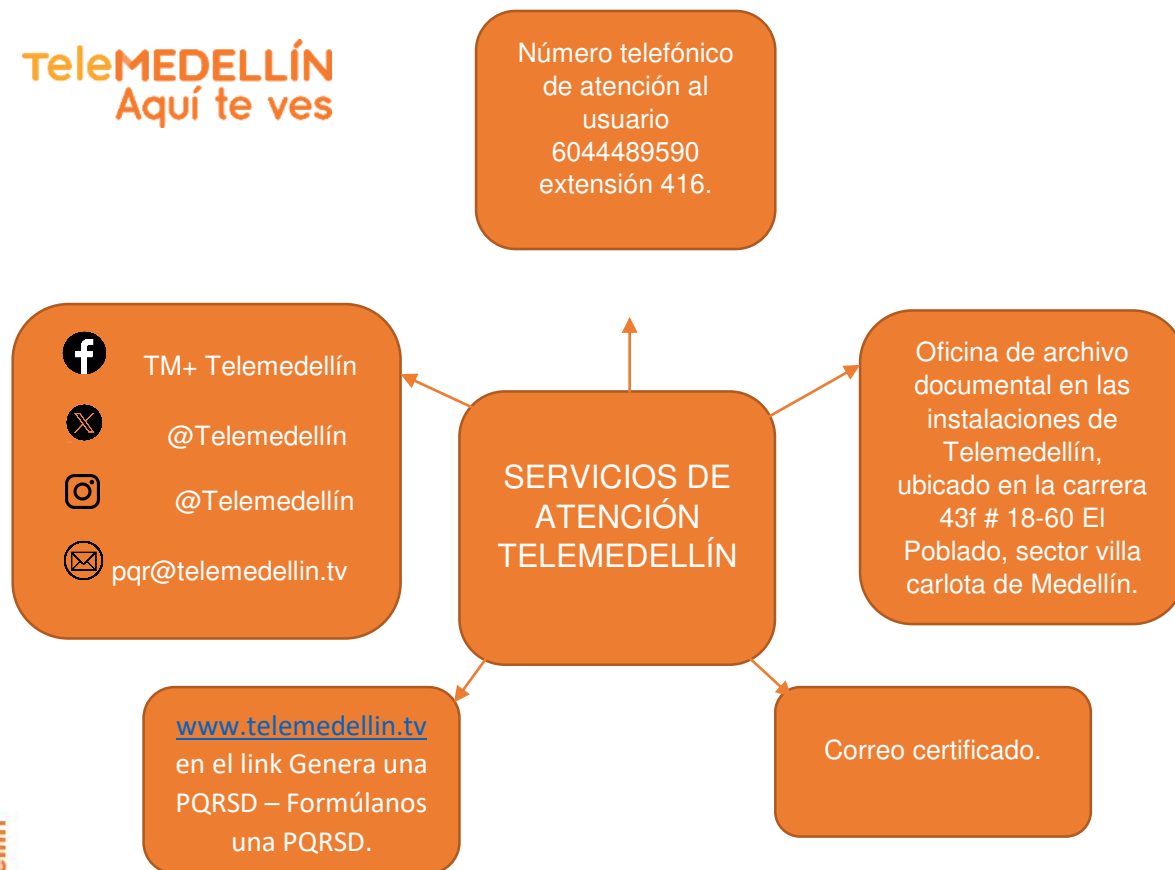 TeleMEDELLÍN
Aquí te ves
Número telefónico
de atención al
usuario
6044489590
extensión 416.
TM+ Telemedellín
@Telemedellín
@Telemedellín
pqr@telemedellin.tv
SERVICIOS DE
ATENCIÓN
TELEMEDELLÍN
Oficina de archivo
documental en las
instalaciones de
Telemedellín,
ubicado en la carrera
43f # 18-60 El
Poblado, sector villa
carlota de Medellín.
www.telemedellin.tv
en el link Genera una
PQRSD – Formúlanos
una PQRSD.
Correo certificado.